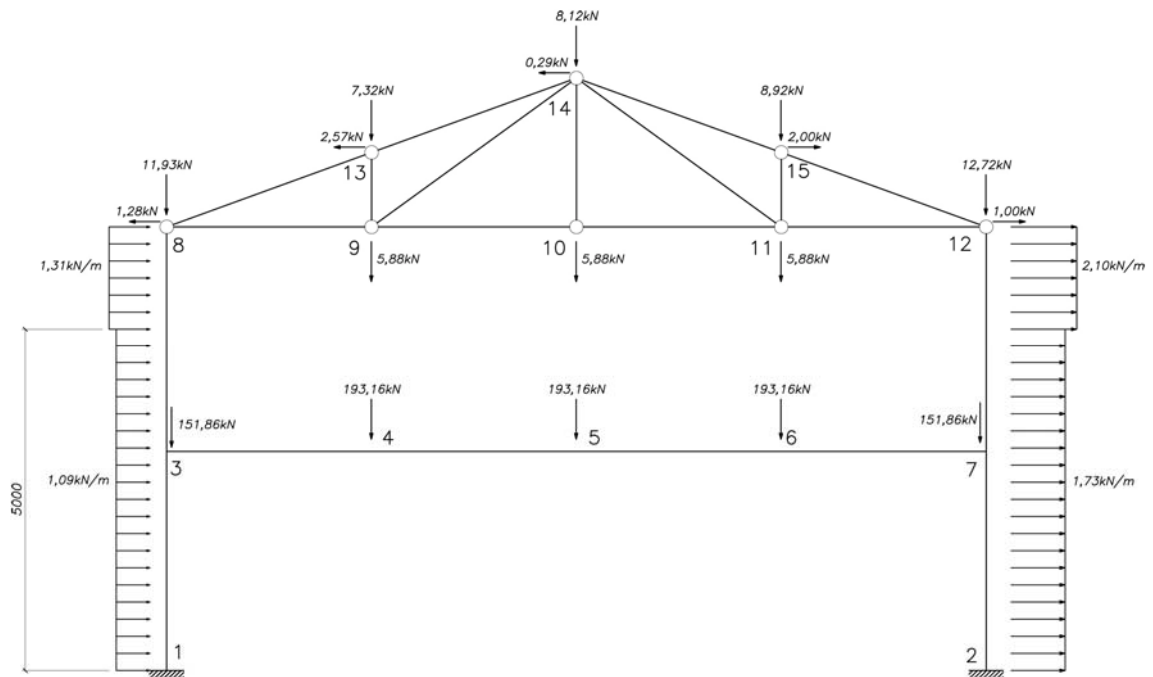 8,12kN
0,29kN
14
7,32kN
8,92kN
2,57kN
2,00kN
13
15
11,93kN
12,72kN
1,28kN
1,00kN
8
9
10
11
12
5,88kN
5,88kN
5,88kN
1,31kN/m
2,10kN/m
193,16kN
193,16kN
193,16kN
151,86kN
151,86kN
4
5
6
3
7
1,09kN/m
1,73kN/m
5000
1
2